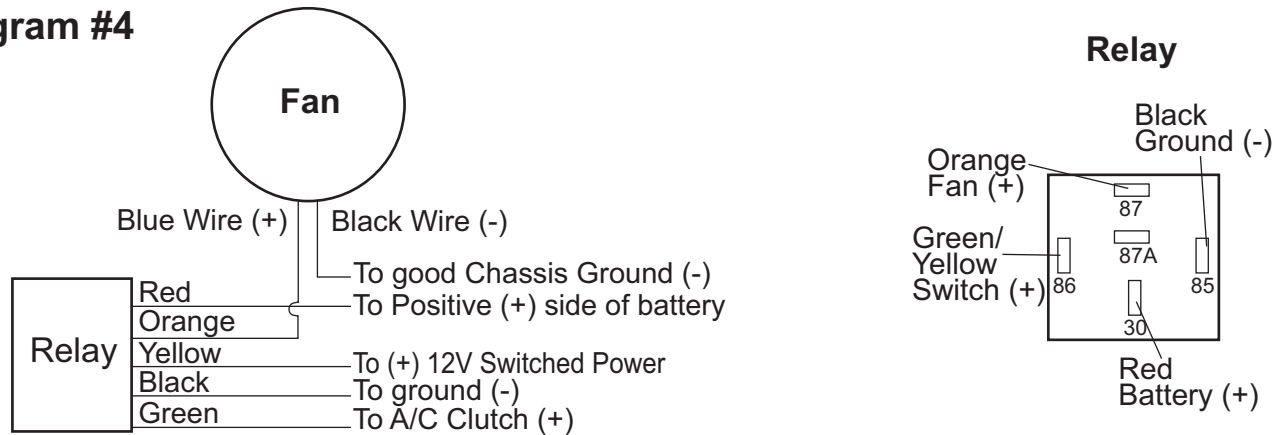 gram #4
Fan
Blue Wire (+)
Black Wire (-)
To good Chassis Ground (-)
Red
To Positive (+) side of battery
Orange
Relay
Yellow
To (+) 12V Switched Power
Black
To ground (-)
Green
To A/C Clutch (+)
Relay
Black
Ground (-)
Orange
Fan (+)
87
Green/
Yellow
Switch (+)
87A
86
85
30
Red
Battery (+)